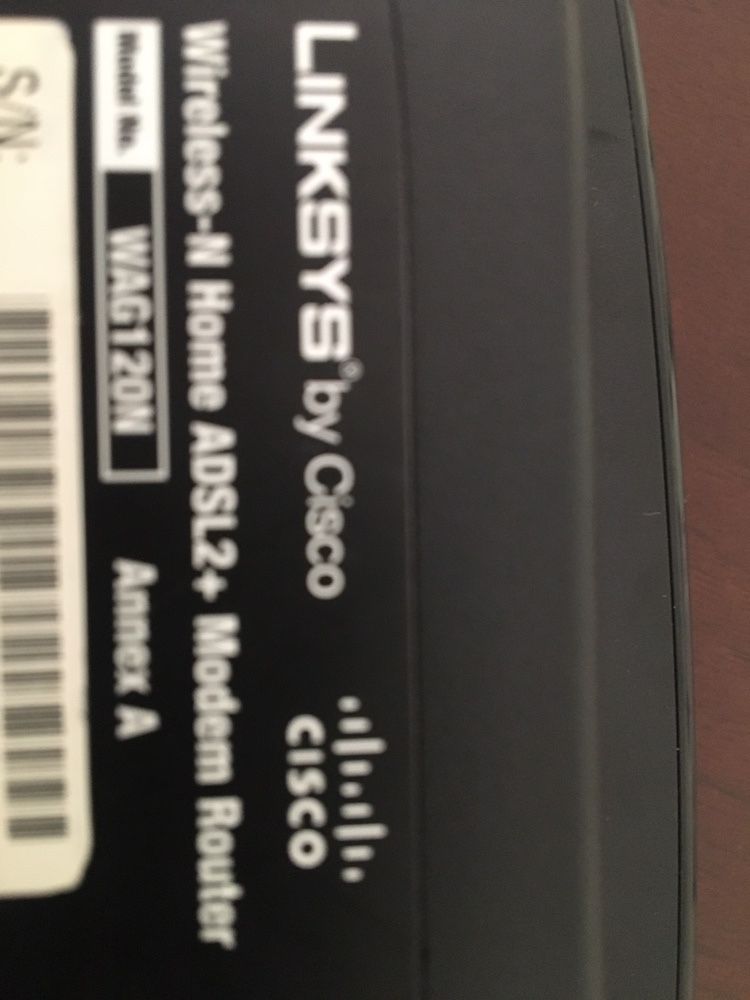 LINKSYS® by Cisco
CISCO
Wireless-N Home ADSL2+ Modem Router
Model No. WAG120N Annex A
S/N: